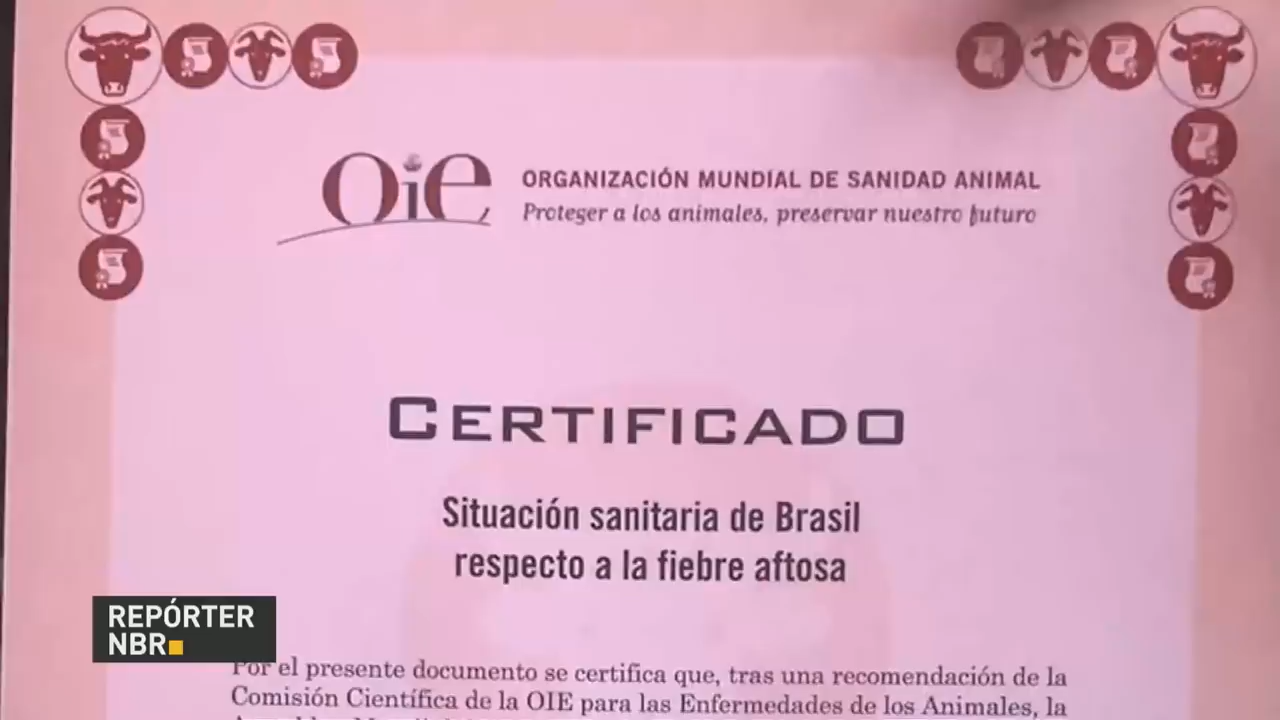 OiE
ORGANIZACIÓN MUNDIAL DE SANIDAD ANIMAL
Proteger a los animales, preservar nuestro futuro
CERTIFICADO
Situación sanitaria de Brasil
respecto a la fiebre aftosa
REPÓRTER
NBR
Por el presente documento se certifica que, tras una recomendación de la
Comisión Científica de la OIE para las Enfermedades de los Animales, la